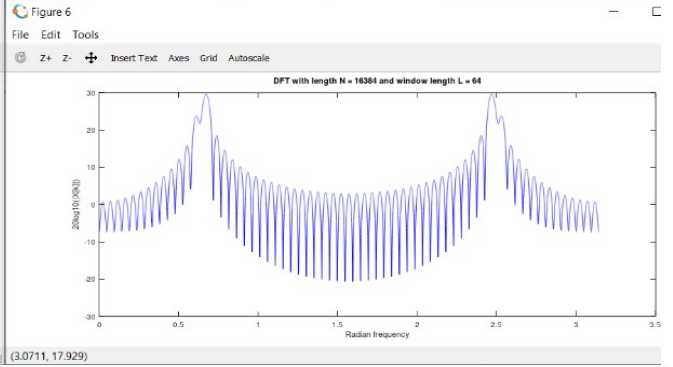 Figure 6
File Edit Tools
Z+ Z- Insert Text Axes Grid Autoscale
DFT with length N = 16384 and window length L = 64
30
20
10
0
-10
-20
-30
20log10(|X[k]|)
0 0.5 1 1.5 2 2.5 3 3.5
Radian frequency
(3.0711, 17.929)